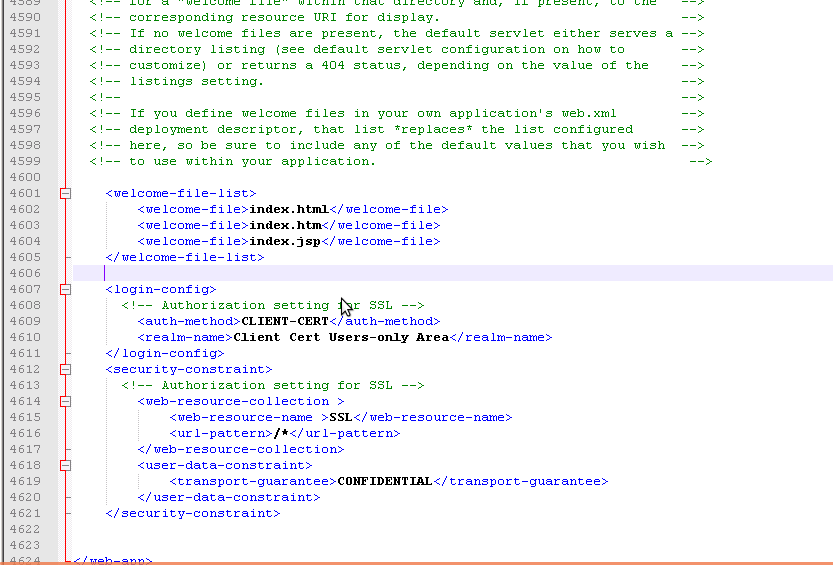 4589 <!-- for a "welcome file" within that directory and, if present, to the -->
4590 <!-- corresponding resource URI for display. -->
4591 <!-- If no welcome files are present, the default servlet either serves a -->
4592 <!-- directory listing (see default servlet configuration on how to -->
4593 <!-- customize) or returns a 404 status, depending on the value of the -->
4594 <!-- listings setting. -->
4595 <!-- -->
4596 <!-- If you define welcome files in your own application's web.xml -->
4597 <!-- deployment descriptor, that list *replaces* the list configured -->
4598 <!-- here, so be sure to include any of the default values that you wish -->
4599 <!-- to use within your application. -->
4600
4601 <welcome-file-list>
4602 <welcome-file>index.html</welcome-file>
4603 <welcome-file>index.htm</welcome-file>
4604 <welcome-file>index.jsp</welcome-file>
4605 </welcome-file-list>
4606
4607 <login-config>
4608 <!-- Authorization setting for SSL -->
4609 <auth-method>CLIENT-CERT</auth-method>
4610 <realm-name>Client Cert Users-only Area</realm-name>
4611 </login-config>
4612 <security-constraint>
4613 <!-- Authorization setting for SSL -->
4614 <web-resource-collection >
4615 <web-resource-name >SSL</web-resource-name>
4616 <url-pattern>/*</url-pattern>
4617 </web-resource-collection>
4618 <user-data-constraint>
4619 <transport-guarantee>CONFIDENTIAL</transport-guarantee>
4620 </user-data-constraint>
4621 </security-constraint>
4622
4623
4624 </web-app>